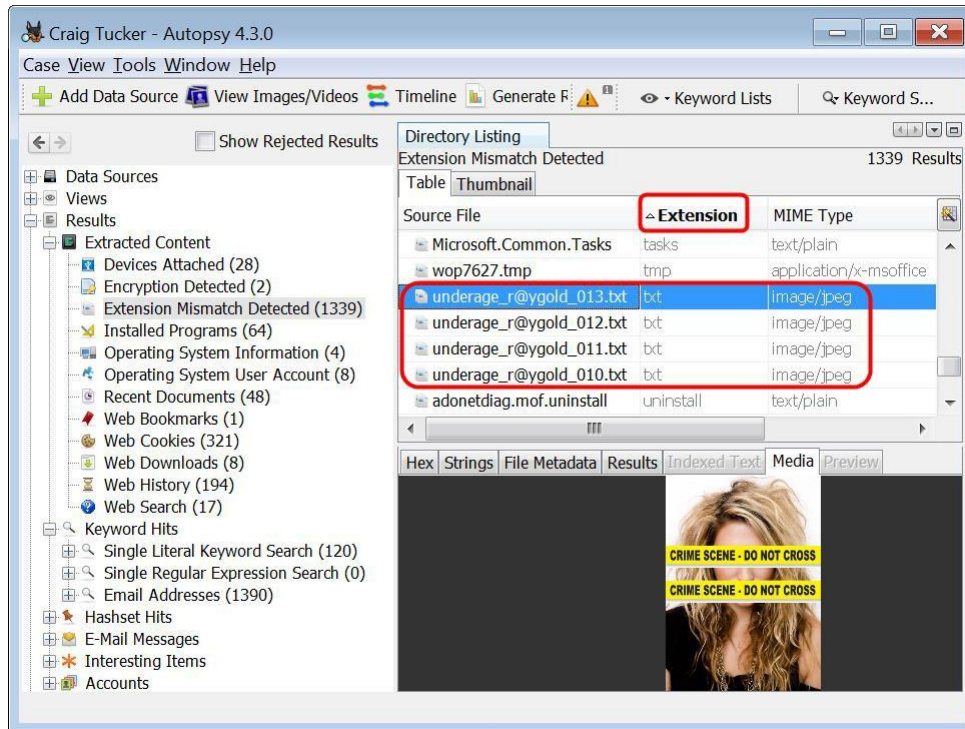 Craig Tucker - Autopsy 4.3.0
Case View Tools Window Help
Add Data Source View Images/Videos Timeline Generate R Keyword Lists Keyword S...
Show Rejected Results
Data Sources
Views
Results
Extracted Content
Devices Attached (28)
Encryption Detected (2)
Extension Mismatch Detected (1339)
Installed Programs (64)
Operating System Information (4)
Operating System User Account (8)
Recent Documents (48)
Web Bookmarks (1)
Web Cookies (321)
Web Downloads (8)
Web History (194)
Web Search (17)
Keyword Hits
Single Literal Keyword Search (120)
Single Regular Expression Search (0)
Email Addresses (1390)
Hashset Hits
E-Mail Messages
Interesting Items
Accounts
Directory Listing
Extension Mismatch Detected 1339 Results
Table Thumbnail
Source File Extension MIME Type
Microsoft.Common.Tasks tasks text/plain
wop7627.tmp tmp application/x-msoffice
underage_r@ygold_013.txt txt image/jpeg
underage_r@ygold_012.txt txt image/jpeg
underage_r@ygold_011.txt txt image/jpeg
underage_r@ygold_010.txt txt image/jpeg
adonetdiag.mof.uninstall uninstall text/plain
Hex Strings File Metadata Results Indexed Text Media Preview
CRIME SCENE - DO NOT CROSS
CRIME SCENE - DO NOT CROSS